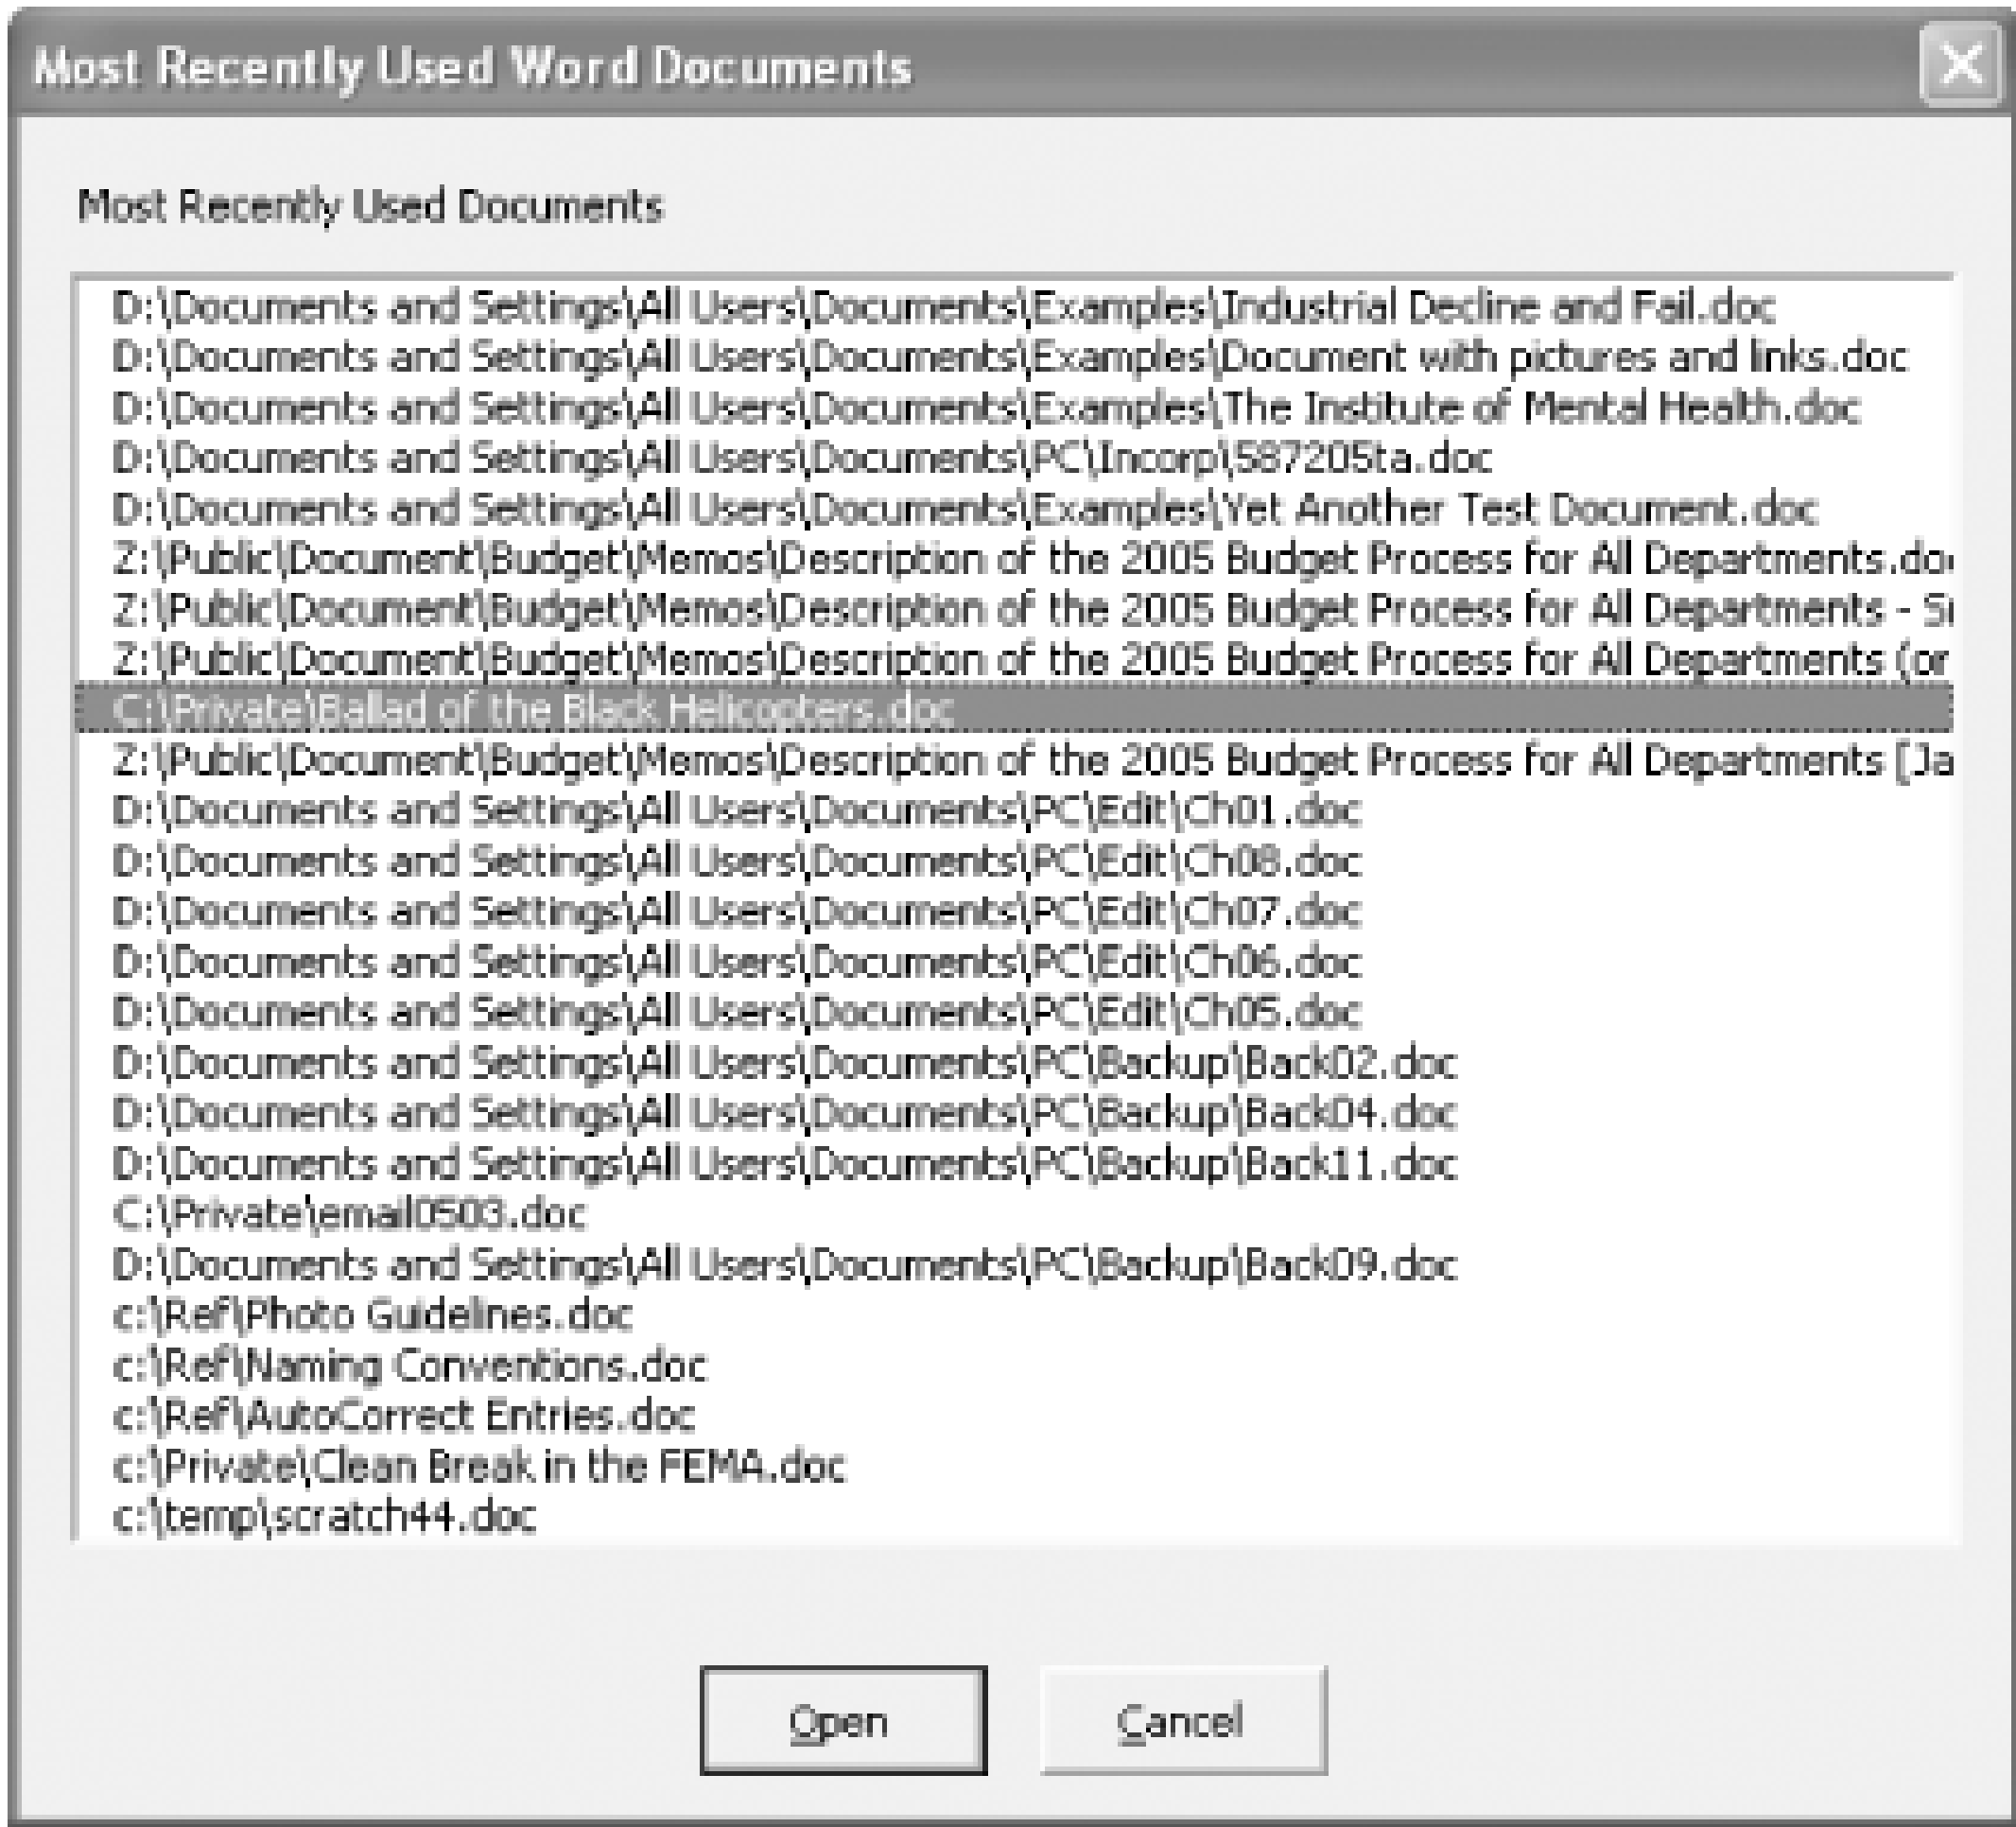 Most Recently Used Word Documents
Most Recently Used Documents
D:\Documents and Settings\All Users\Documents\Examples\Industrial Decline and Fail.doc
D:\Documents and Settings\All Users\Documents\Examples\Document with pictures and links.doc
D:\Documents and Settings\All Users\Documents\Examples\The Institute of Mental Health.doc
D:\Documents and Settings\All Users\Documents\PC\Incorp\587205ta.doc
D:\Documents and Settings\All Users\Documents\Examples\Yet Another Test Document.doc
Z:\Public\Document\Budget\Memos\Description of the 2005 Budget Process for All Departments.do
Z:\Public\Document\Budget\Memos\Description of the 2005 Budget Process for All Departments - S
Z:\Public\Document\Budget\Memos\Description of the 2005 Budget Process for All Departments (or
C:\Private\Ballad of the Black Helicopters.doc
Z:\Public\Document\Budget\Memos\Description of the 2005 Budget Process for All Departments [Ja
D:\Documents and Settings\All Users\Documents\PC\Edit\Ch01.doc
D:\Documents and Settings\All Users\Documents\PC\Edit\Ch08.doc
D:\Documents and Settings\All Users\Documents\PC\Edit\Ch07.doc
D:\Documents and Settings\All Users\Documents\PC\Edit\Ch06.doc
D:\Documents and Settings\All Users\Documents\PC\Edit\Ch05.doc
D:\Documents and Settings\All Users\Documents\PC\Backup\Back02.doc
D:\Documents and Settings\All Users\Documents\PC\Backup\Back04.doc
D:\Documents and Settings\All Users\Documents\PC\Backup\Back11.doc
C:\Private\email0503.doc
D:\Documents and Settings\All Users\Documents\PC\Backup\Back09.doc
c:\Ref\Photo Guidelines.doc
c:\Ref\Naming Conventions.doc
c:\Ref\AutoCorrect Entries.doc
c:\Private\Clean Break in the FEMA.doc
c:\temp\scratch44.doc
Open Cancel